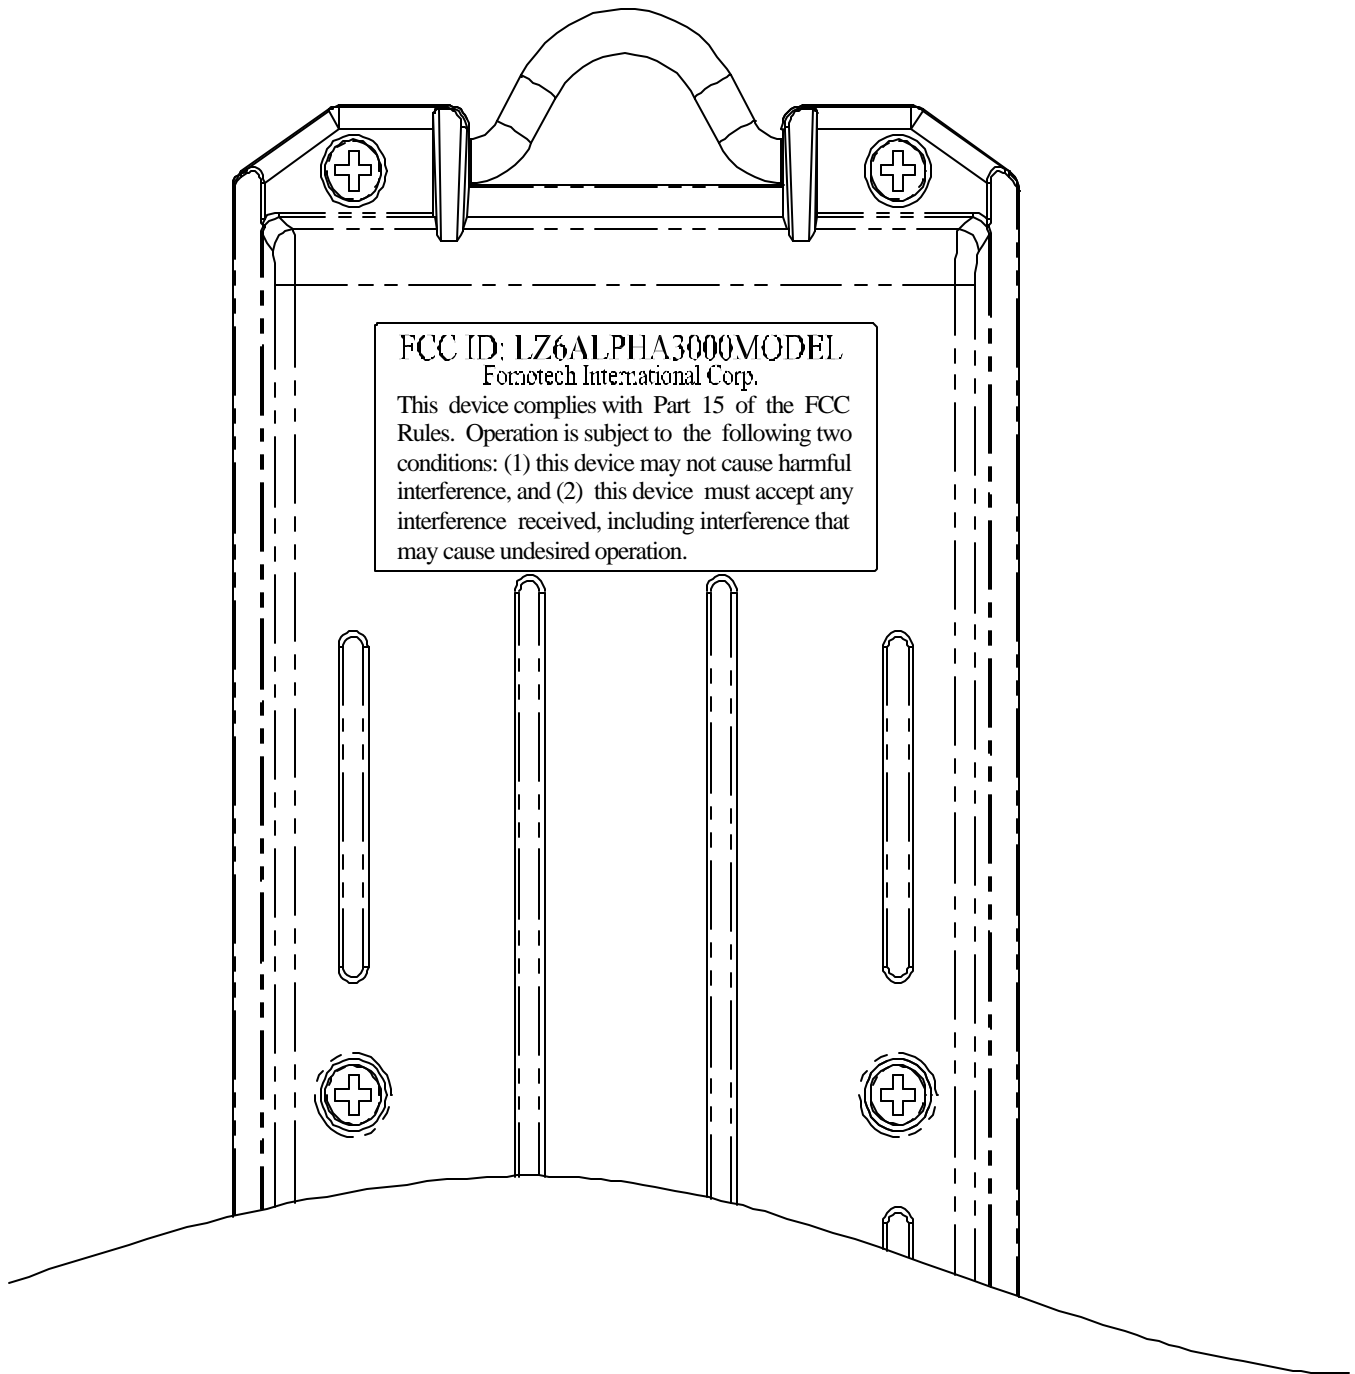 FCC ID: LZ6ALPHA3000MODEL
Fomotech International Corp.
This device complies with Part 15 of the FCC
Rules. Operation is subject to the following two
conditions: (1) this device may not cause harmful
interference, and (2) this device must accept any
interference received, including interference that
may cause undesired operation.